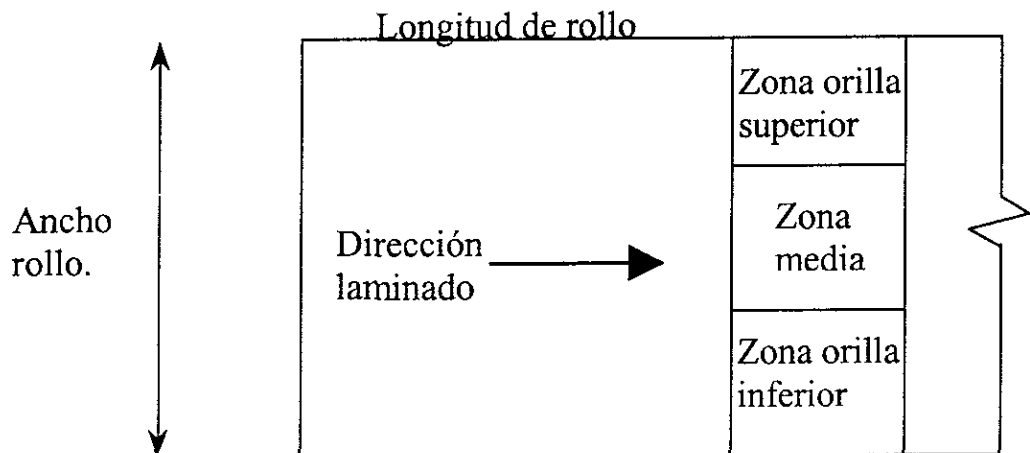 Longitud de rollo
Zona orilla
superior
Ancho
rollo.
Zona
media
Dirección
laminado
Zona orilla
inferior